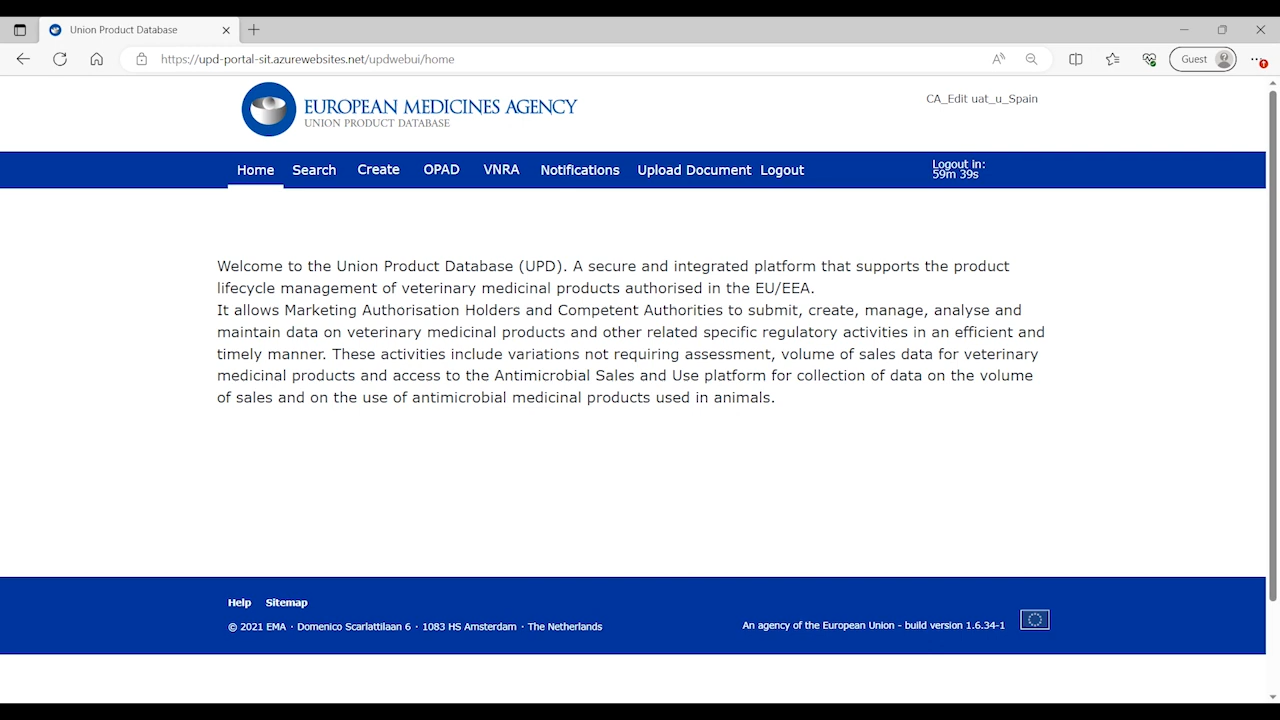 Union Product Database
https://upd-portal-sit.azurewebsites.net/updwebui/home
Guest
EUROPEAN MEDICINES AGENCY
UNION PRODUCT DATABASE
CA_Edit uat_u_Spain
Home Search Create OPAD VNRA Notifications Upload Document Logout
Logout in:
59m 39s
Welcome to the Union Product Database (UPD). A secure and integrated platform that supports the product
lifecycle management of veterinary medicinal products authorised in the EU/EEA.
It allows Marketing Authorisation Holders and Competent Authorities to submit, create, manage, analyse and
maintain data on veterinary medicinal products and other related specific regulatory activities in an efficient and
timely manner. These activities include variations not requiring assessment, volume of sales data for veterinary
medicinal products and access to the Antimicrobial Sales and Use platform for collection of data on the volume
of sales and on the use of antimicrobial medicinal products used in animals.
Help Sitemap
© 2021 EMA · Domenico Scarlattilaan 6 · 1083 HS Amsterdam · The Netherlands
An agency of the European Union - build version 1.6.34-1